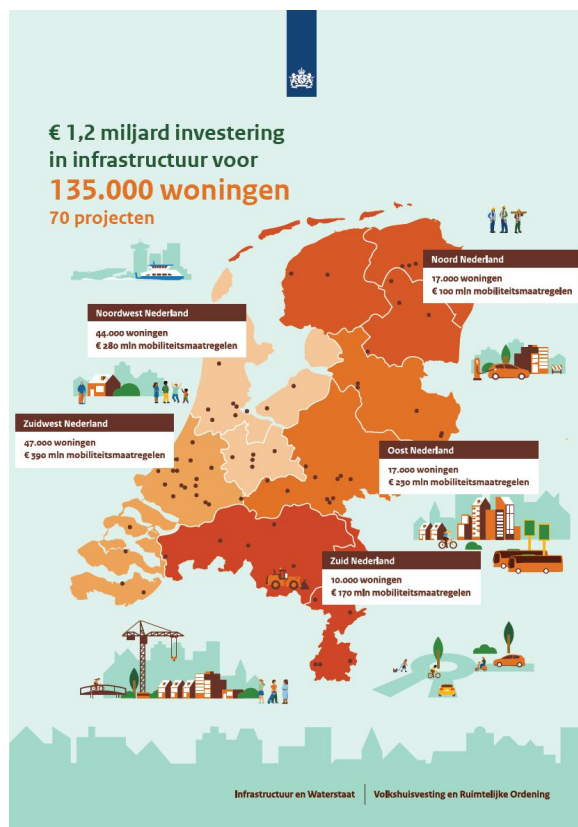 € 1,2 miljard investering
in infrastructuur voor
135.000 woningen
70 projecten
Noord Nederland
17.000 woningen
€ 100 mln mobiliteitsmaatregelen
Noordwest Nederland
44.000 woningen
€ 280 mln mobiliteitsmaatregelen
Zuidwest Nederland
47.000 woningen
€ 390 mln mobiliteitsmaatregelen
Oost Nederland
17.000 woningen
€ 230 mln mobiliteitsmaatregelen
Zuid Nederland
10.000 woningen
€ 170 mln mobiliteitsmaatregelen
Infrastructuur en Waterstaat | Volkshuisvesting en Ruimtelijke Ordening